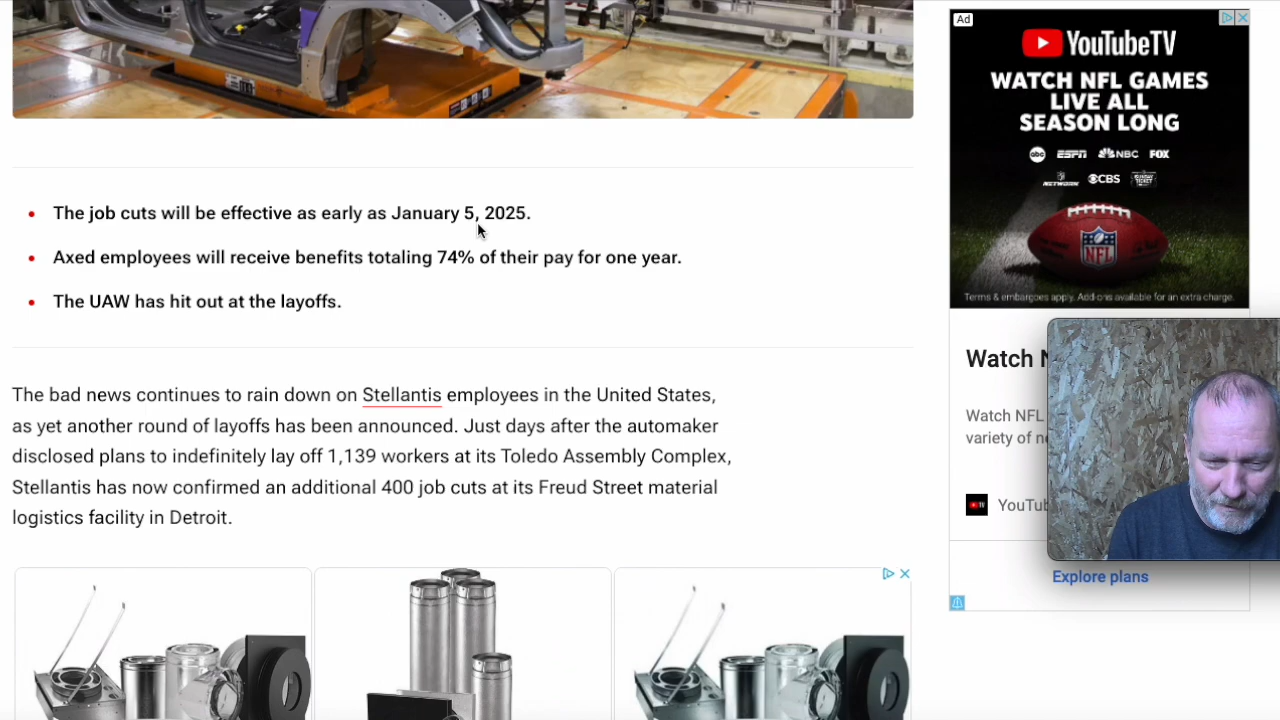 The job cuts will be effective as early as January 5, 2025.
Axed employees will receive benefits totaling 74% of their pay for one year.
The UAW has hit out at the layoffs.
The bad news continues to rain down on Stellantis employees in the United States,
as yet another round of layoffs has been announced. Just days after the automaker
disclosed plans to indefinitely lay off 1,139 workers at its Toledo Assembly Complex,
Stellantis has now confirmed an additional 400 job cuts at its Freud Street material
logistics facility in Detroit.
Ad
YouTubeTV
WATCH NFL GAMES
LIVE ALL
SEASON LONG
abc ESPN NBC FOX
NFL NETWORK CBS SUNDAY TICKET
NFL
Terms & embargoes apply. Add-ons available for an extra charge.
Watch
Watch NFL
variety of
Explore plans